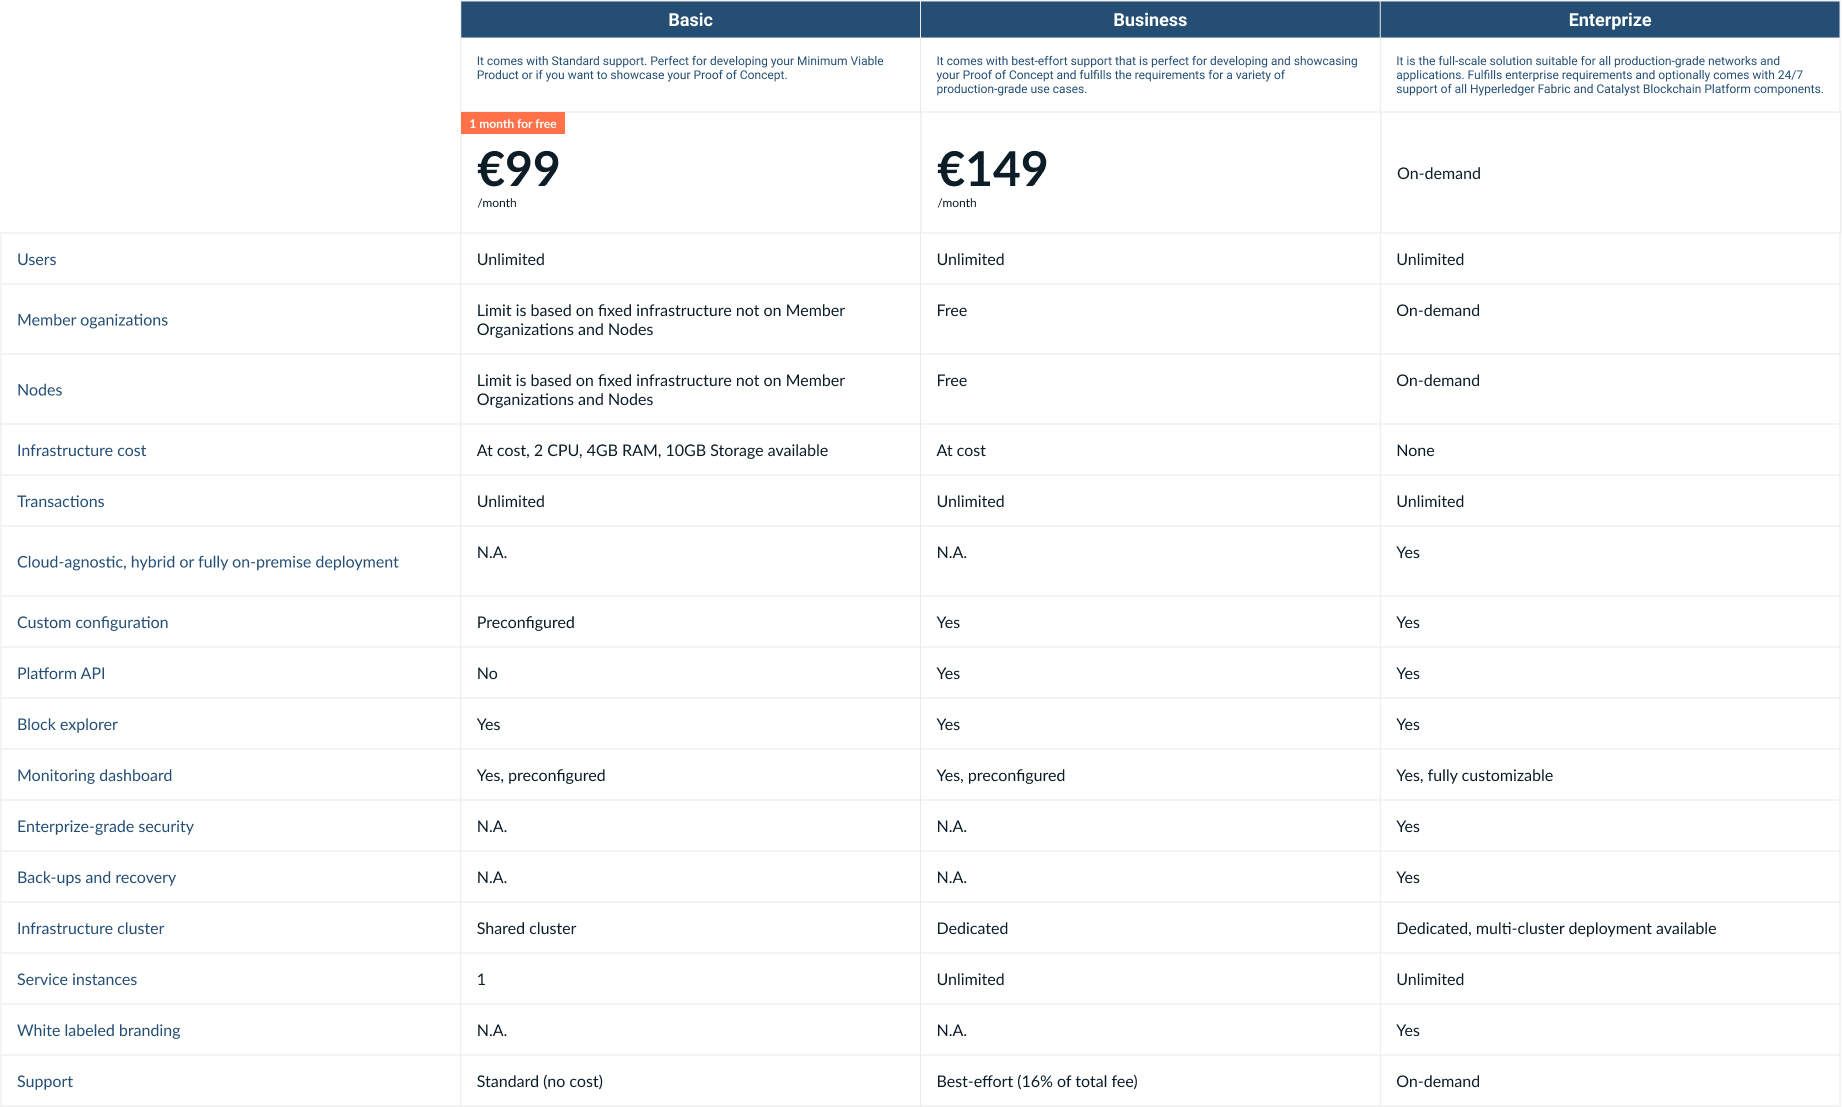 Basic Business Enterprize
It comes with Standard support. Perfect for developing your Minimum Viable
Product or if you want to showcase your Proof of Concept.
It comes with best-effort support that is perfect for developing and showcasing
your Proof of Concept and fulfills the requirements for a variety of
production-grade use cases.
It is the full-scale solution suitable for all production-grade networks and
applications. Fulfills enterprise requirements and optionally comes with 24/7
support of all Hyperledger Fabric and Catalyst Blockchain Platform components.
1 month for free
€99
/month
€149
/month
On-demand
Users Unlimited Unlimited Unlimited
Member oganizations
Limit is based on fixed infrastructure not on Member
Organizations and Nodes
Free
On-demand
Nodes
Limit is based on fixed infrastructure not on Member
Organizations and Nodes
Free
On-demand
Infrastructure cost At cost, 2 CPU, 4GB RAM, 10GB Storage available At cost None
Transactions Unlimited Unlimited Unlimited
Cloud-agnostic, hybrid or fully on-premise deployment N.A. N.A. Yes
Custom configuration Preconfigured Yes Yes
Platform API No Yes Yes
Block explorer Yes Yes Yes
Monitoring dashboard Yes, preconfigured Yes, preconfigured Yes, fully customizable
Enterprize-grade security N.A. N.A. Yes
Back-ups and recovery N.A. N.A. Yes
Infrastructure cluster Shared cluster Dedicated Dedicated, multi-cluster deployment available
Service instances 1 Unlimited Unlimited
White labeled branding N.A. N.A. Yes
Support Standard (no cost) Best-effort (16% of total fee) On-demand